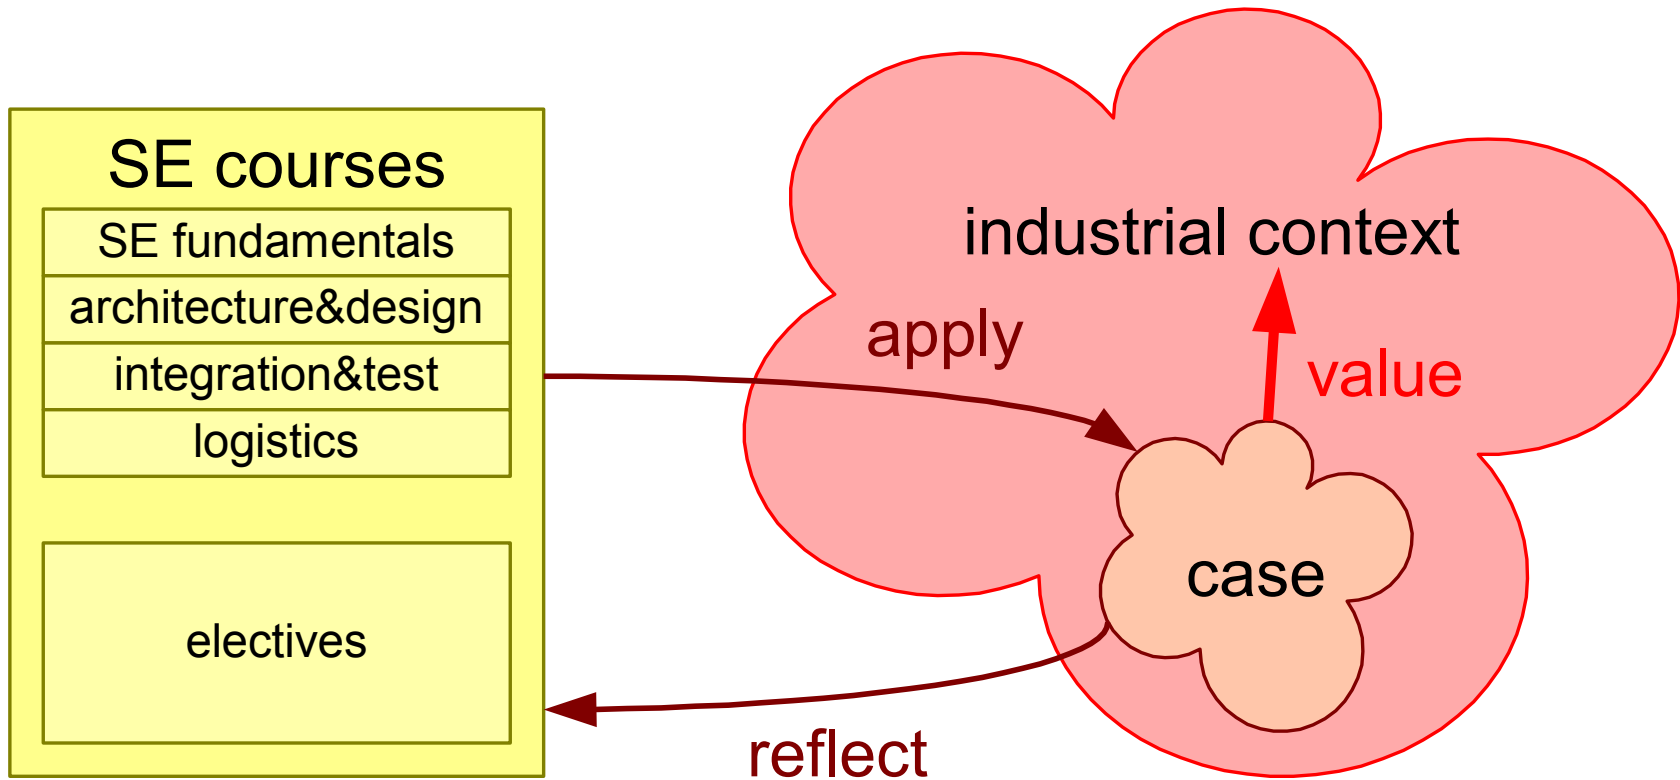 SE courses
SE fundamentals
architecture&design
integration&test
logistics
electives
industrial context
apply
value
case
reflect